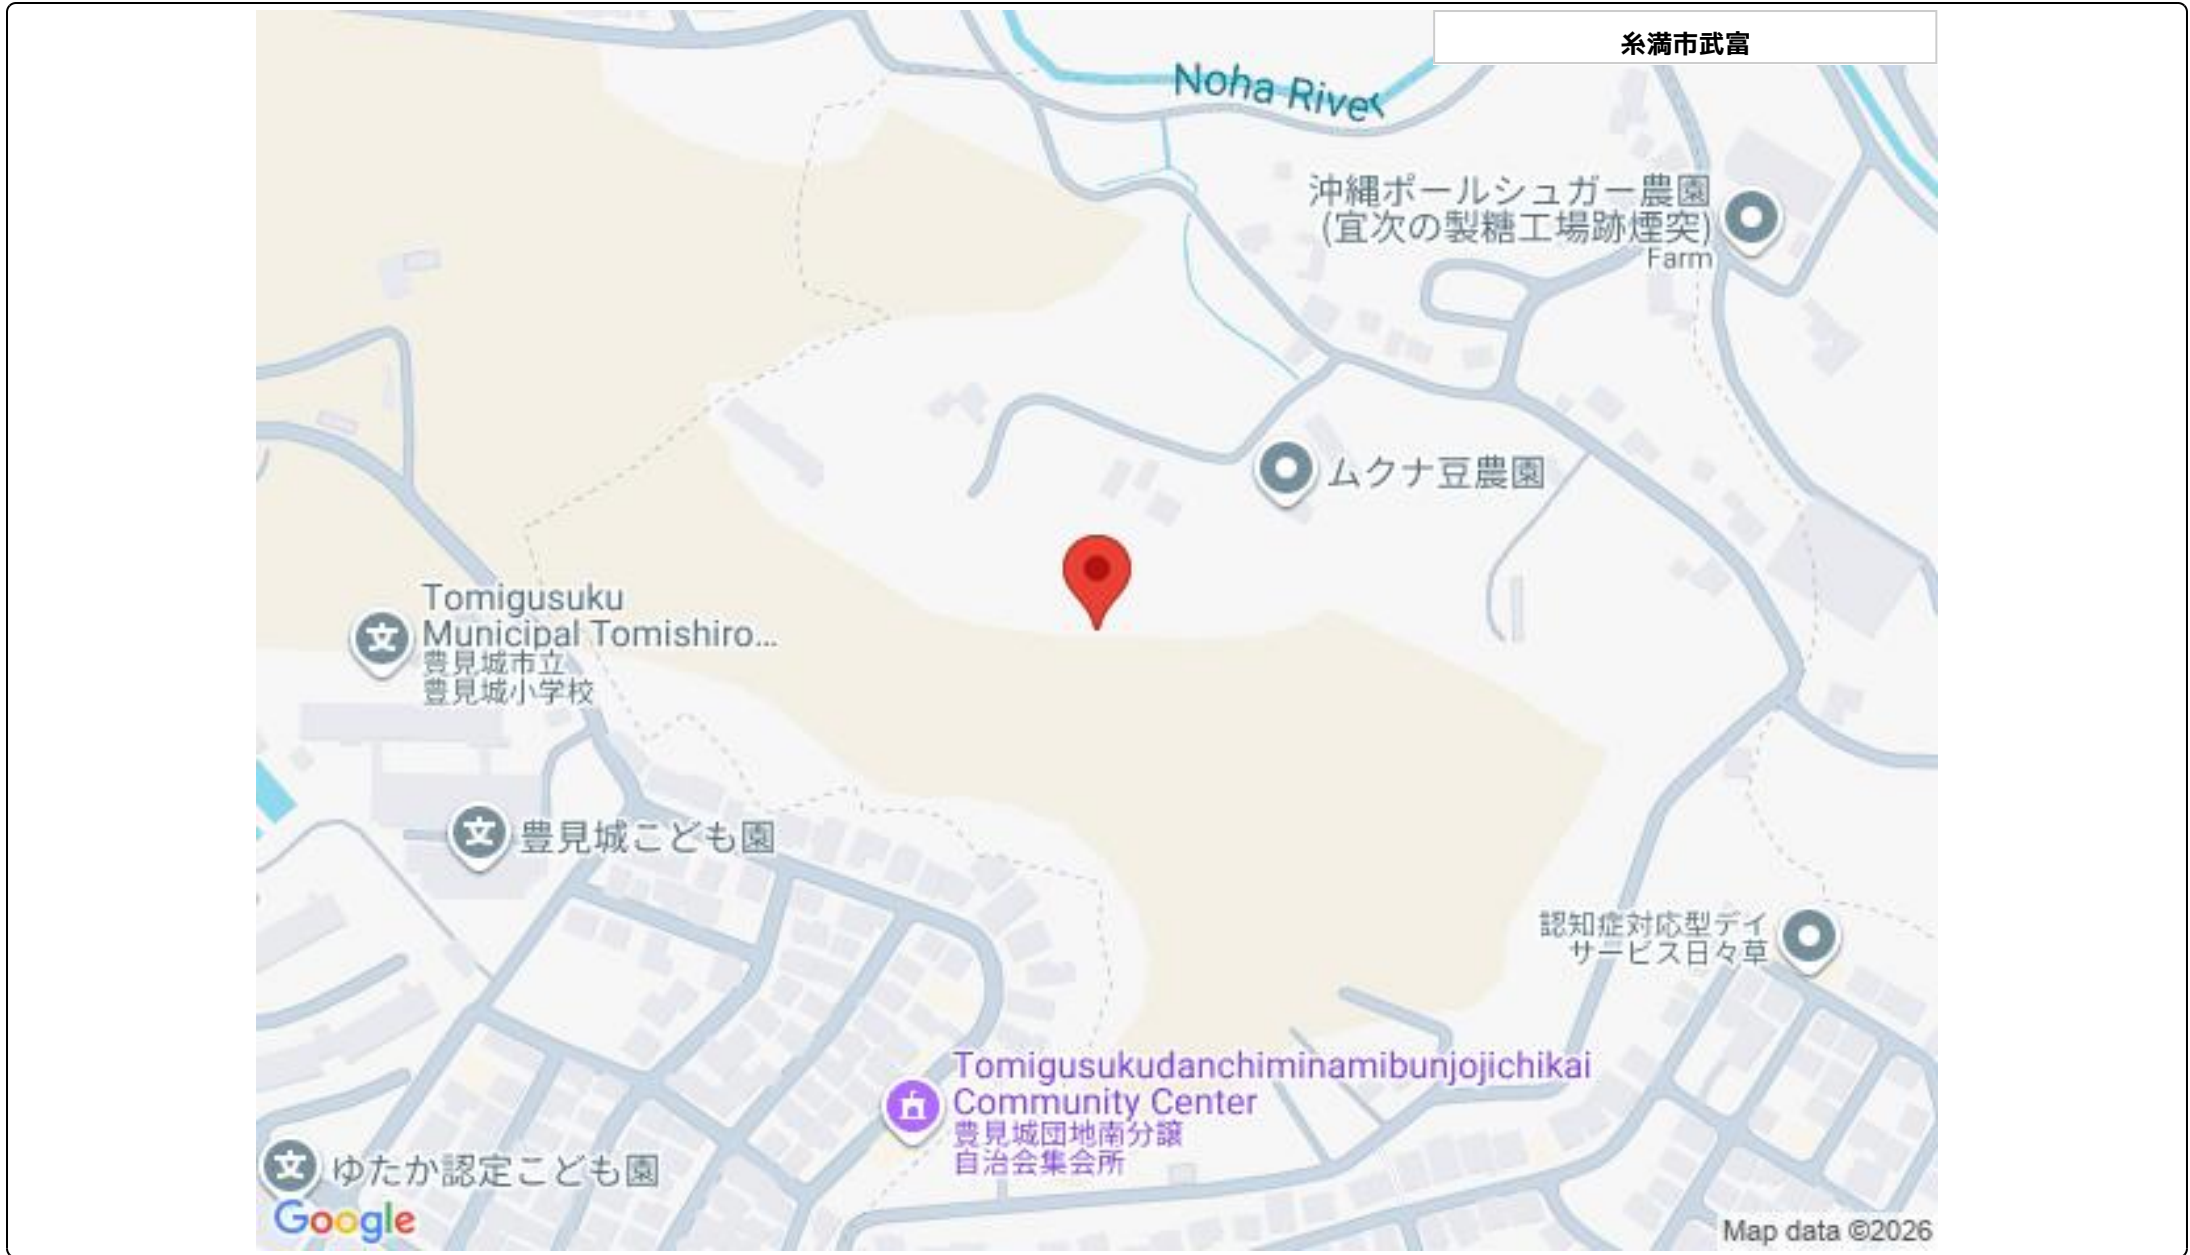 糸満市武富
Noha River
沖縄ポールシュガー農園
(宜次の製糖工場跡煙突)
Farm
ムクナ豆農園
Tomigusuku
Municipal Tomishiro...
豊見城市立
豊見城小学校
豊見城こども園
認知症対応型デイ
サービス日々草
Tomigusukudanchiminamibunjojichikai
Community Center
豊見城団地南分譲
自治会集会所
ゆたか認定こども園
Google
Map data ©2026